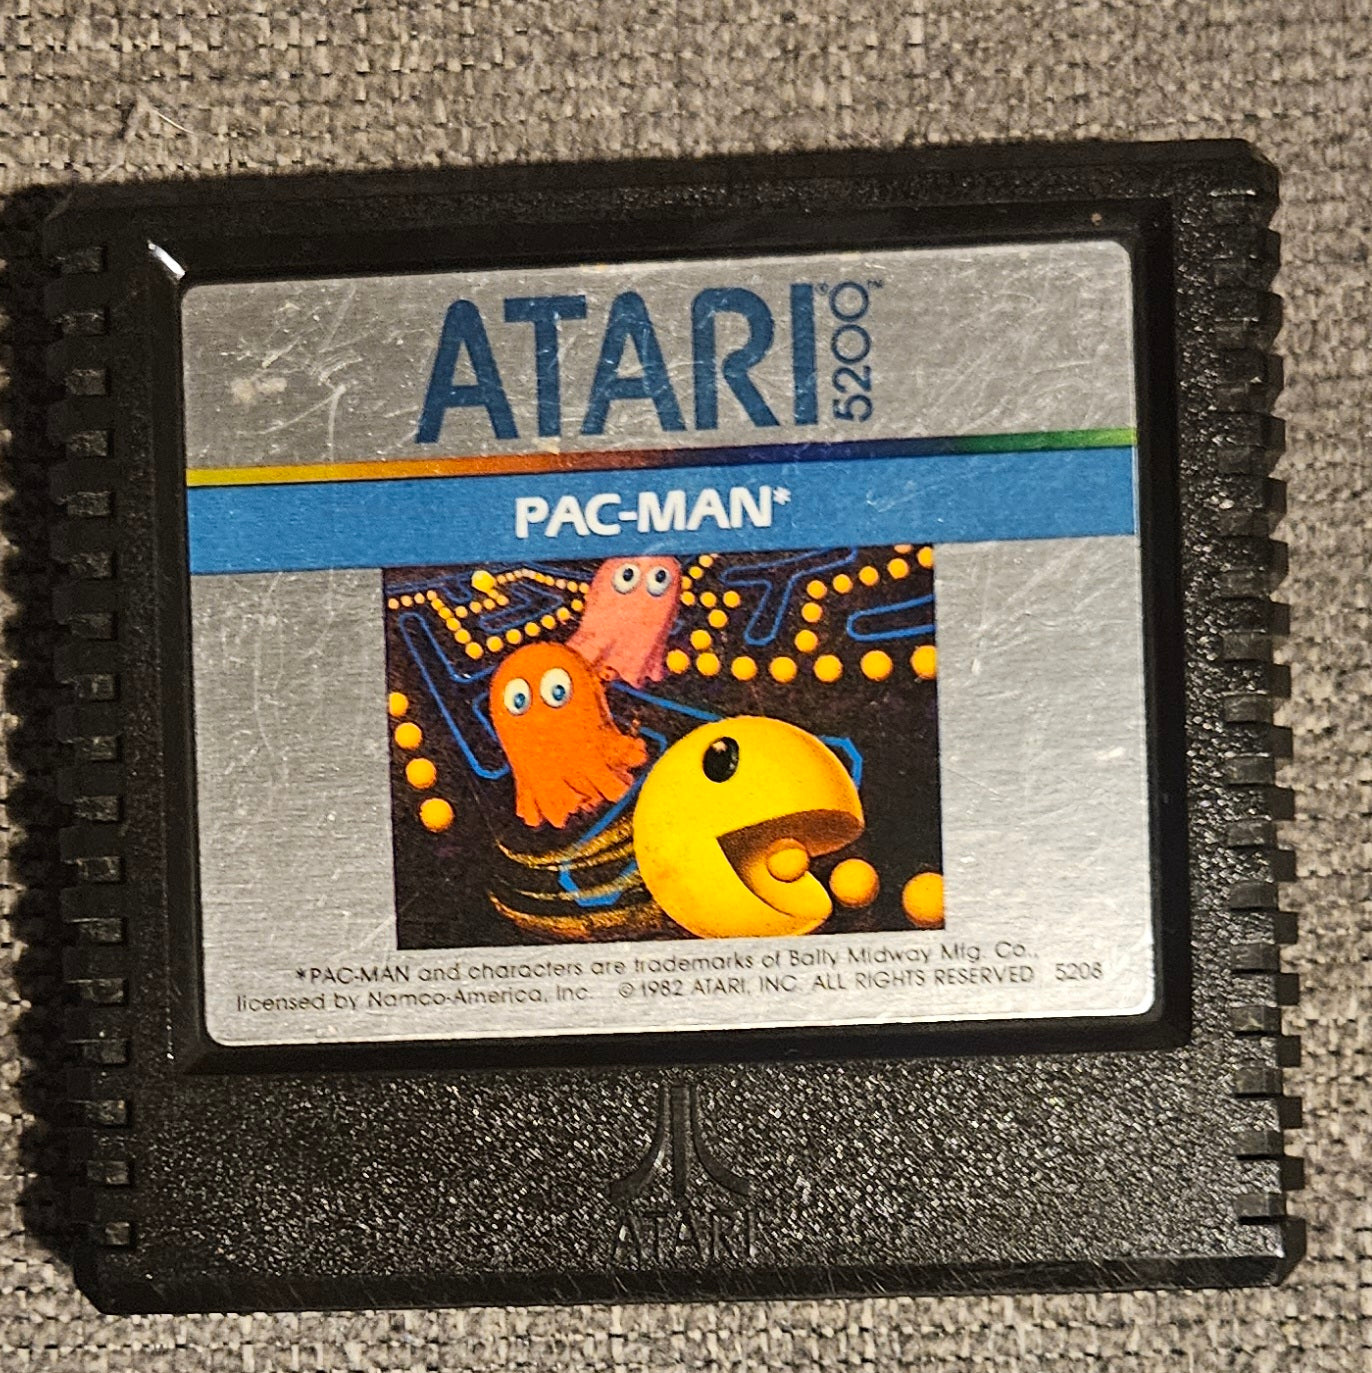 ATARI® 5200™
PAC-MAN*
*PAC-MAN and characters are trademarks of Bally Midway Mfg. Co.,
licensed by Namco-America, Inc. ©1982 ATARI, INC. ALL RIGHTS RESERVED 5208
ATARI